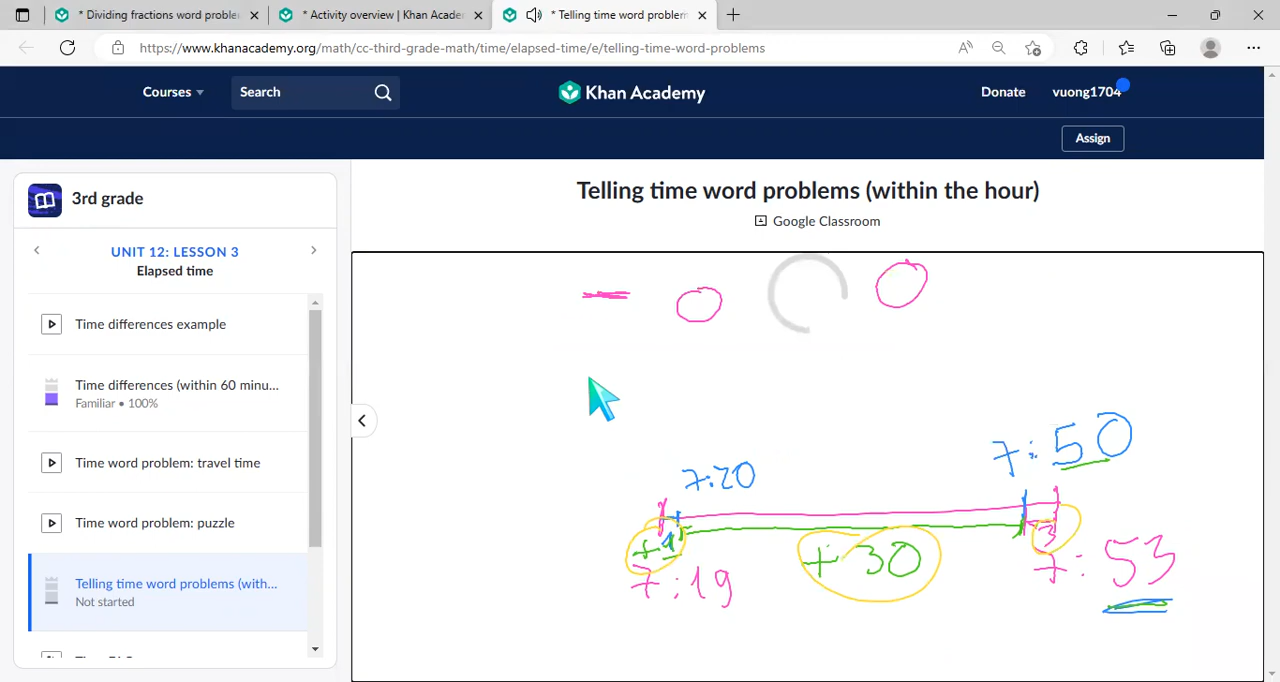 * Dividing fractions word proble
* Activity overview | Khan Acade
* Telling time word problem
https://www.khanacademy.org/math/cc-third-grade-math/time/elapsed-time/e/telling-time-word-problems
Courses
Search
Khan Academy
Donate
vuong1704
Assign
3rd grade
UNIT 12: LESSON 3
Elapsed time
Time differences example
Time differences (within 60 minu...
Familiar • 100%
Time word problem: travel time
Time word problem: puzzle
Telling time word problems (with...
Not started
Telling time word problems (within the hour)
Google Classroom
7:20
7:50
+1
+30
3
7:19
7:53